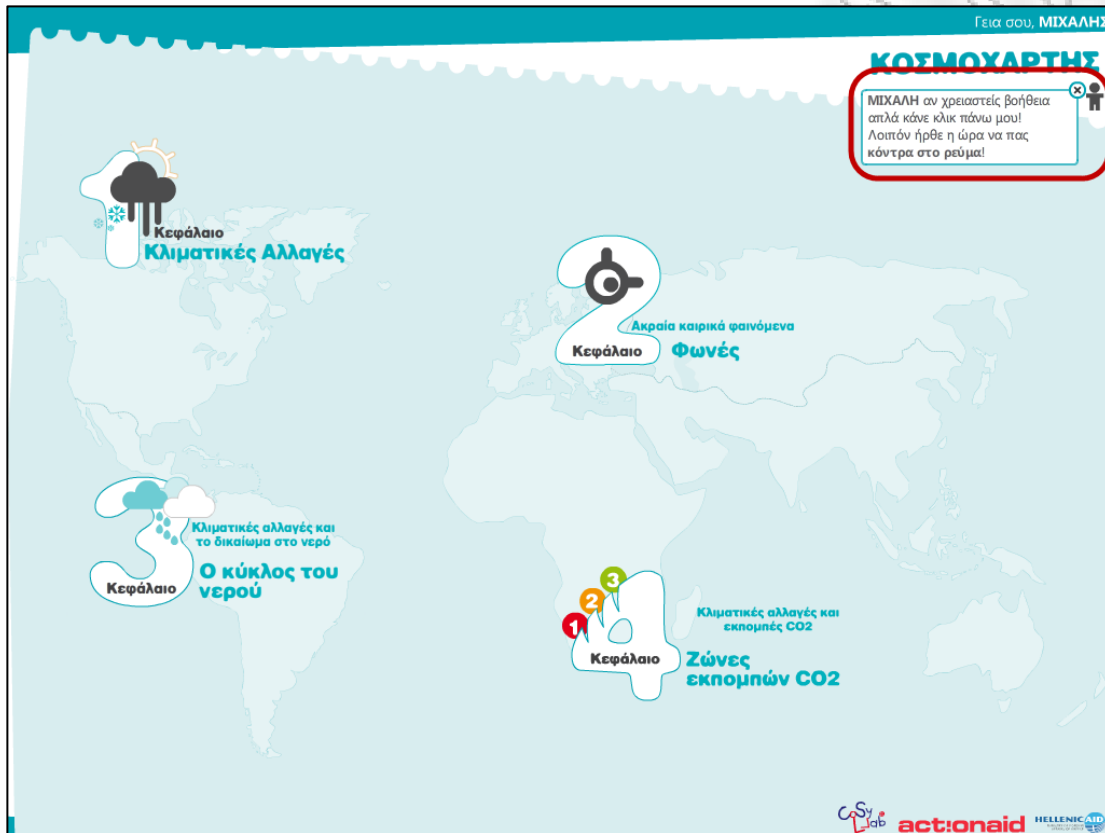 Γεια σου, ΜΙΧΑΛΗΣ
ΚΟΣΜΟΧΑΡΤΗΣ
ΜΙΧΑΛΗ αν χρειαστείς βοήθεια
απλά κάνε κλικ πάνω μου!
Λοιπόν ήρθε η ώρα να πας
κόντρα στο ρεύμα!
1
Κεφάλαιο
Κλιματικές Αλλαγές
2
Ακραία καιρικά φαινόμενα
Κεφάλαιο
Φωνές
3
Κλιματικές αλλαγές και
το δικαίωμα στο νερό
Κεφάλαιο
Ο κύκλος του
νερού
1
2
3
4
Κλιματικές αλλαγές και
εκπομπές CO2
Κεφάλαιο
Ζώνες
εκπομπών CO2
CoSy Lab
act:onaid
HELLENIC AID